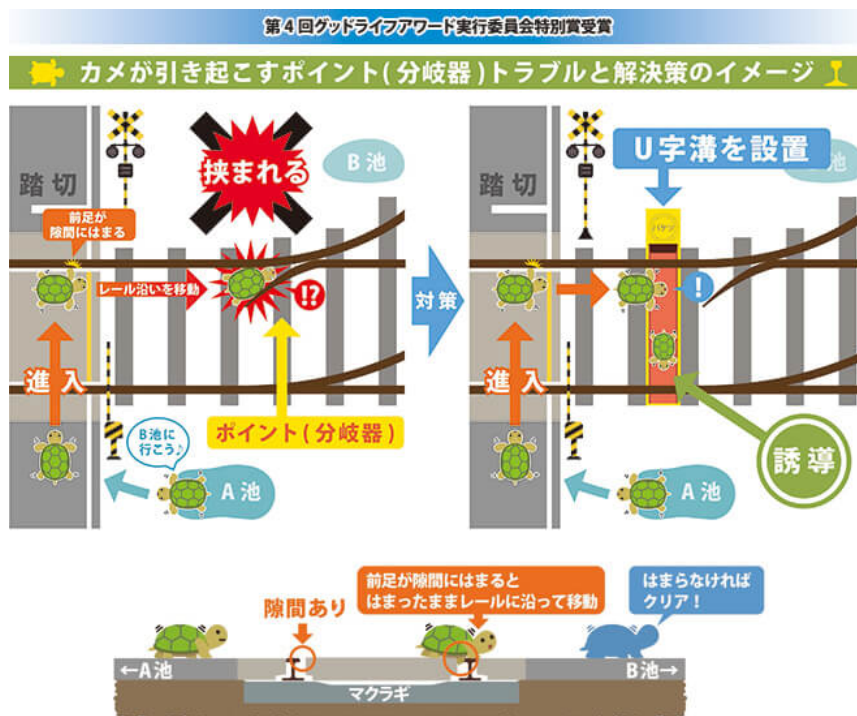 第4回グッドライフアワード実行委員会特別賞受賞
カメが引き起こすポイント(分岐器)トラブルと解決策のイメージ
踏切
前足が
隙間にはまる
挟まれる
B池
レール沿いを移動
!?
進入
B池に
行こう♪
A池
ポイント(分岐器)
対策
踏切
U字溝を設置
池
バケツ
!
進入
A池
誘導
隙間あり
前足が隙間にはまると
はまったままレールに沿って移動
はまらなければ
クリア!
←A池
マクラギ
B池→